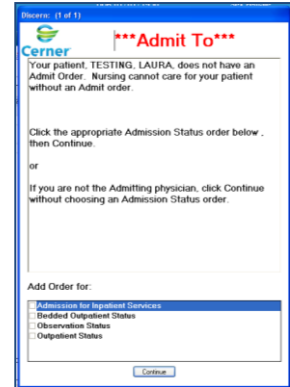 Discern: (1 of 1)
Cerner
***Admit To***
Your patient, TESTING, LAURA, does not have an
Admit Order. Nursing cannot care for your patient
without an Admit order.
Click the appropriate Admission Status order below ,
then Continue.
or
If you are not the Admitting physician, click Continue
without choosing an Admission Status order.
Add Order for:
Admission for Inpatient Services
Bedded Outpatient Status
Observation Status
Outpatient Status
Continue